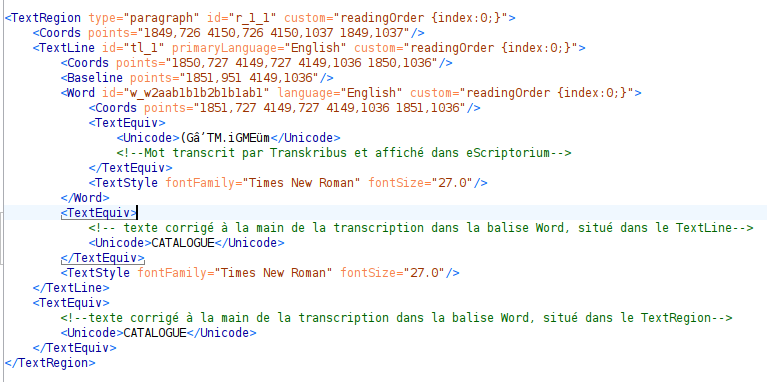 <TextRegion type="paragraph" id="r_1_1" custom="readingOrder {index:0;}">
<Coords points="1849,726 4150,726 4150,1037 1849,1037"/>
<TextLine id="tl_1" primaryLanguage="English" custom="readingOrder {index:0;}">
<Coords points="1850,727 4149,727 4149,1036 1850,1036"/>
<Baseline points="1851,951 4149,1036"/>
<Word id="w_w2aab1b1b2b1b1ab1" language="English" custom="readingOrder {index:0;}">
<Coords points="1851,727 4149,727 4149,1036 1851,1036"/>
<TextEquiv>
<Unicode>(Gâ’TM.iGMEüm</Unicode>
<!--Mot transcrit par Transkribus et affiché dans eScriptorium-->
</TextEquiv>
<TextStyle fontFamily="Times New Roman" fontSize="27.0"/>
</Word>
<TextEquiv>
<!-- texte corrigé à la main de la transcription dans la balise Word, situé dans le TextLine-->
<Unicode>CATALOGUE</Unicode>
</TextEquiv>
<TextStyle fontFamily="Times New Roman" fontSize="27.0"/>
</TextLine>
<TextEquiv>
<!--texte corrigé à la main de la transcription dans la balise Word, situé dans le TextRegion-->
<Unicode>CATALOGUE</Unicode>
</TextEquiv>
</TextRegion>